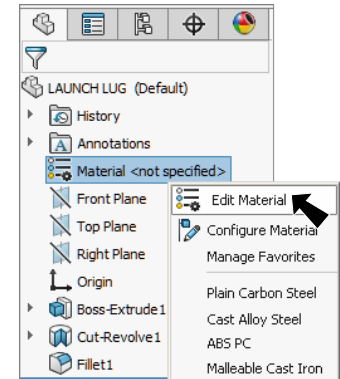 LAUNCH LUG (Default)
History
Annotations
Material <not specified>
Front Plane
Top Plane
Right Plane
Origin
Boss-Extrude1
Cut-Revolve1
Fillet1
Edit Material
Configure Material
Manage Favorites
Plain Carbon Steel
Cast Alloy Steel
ABS PC
Malleable Cast Iron